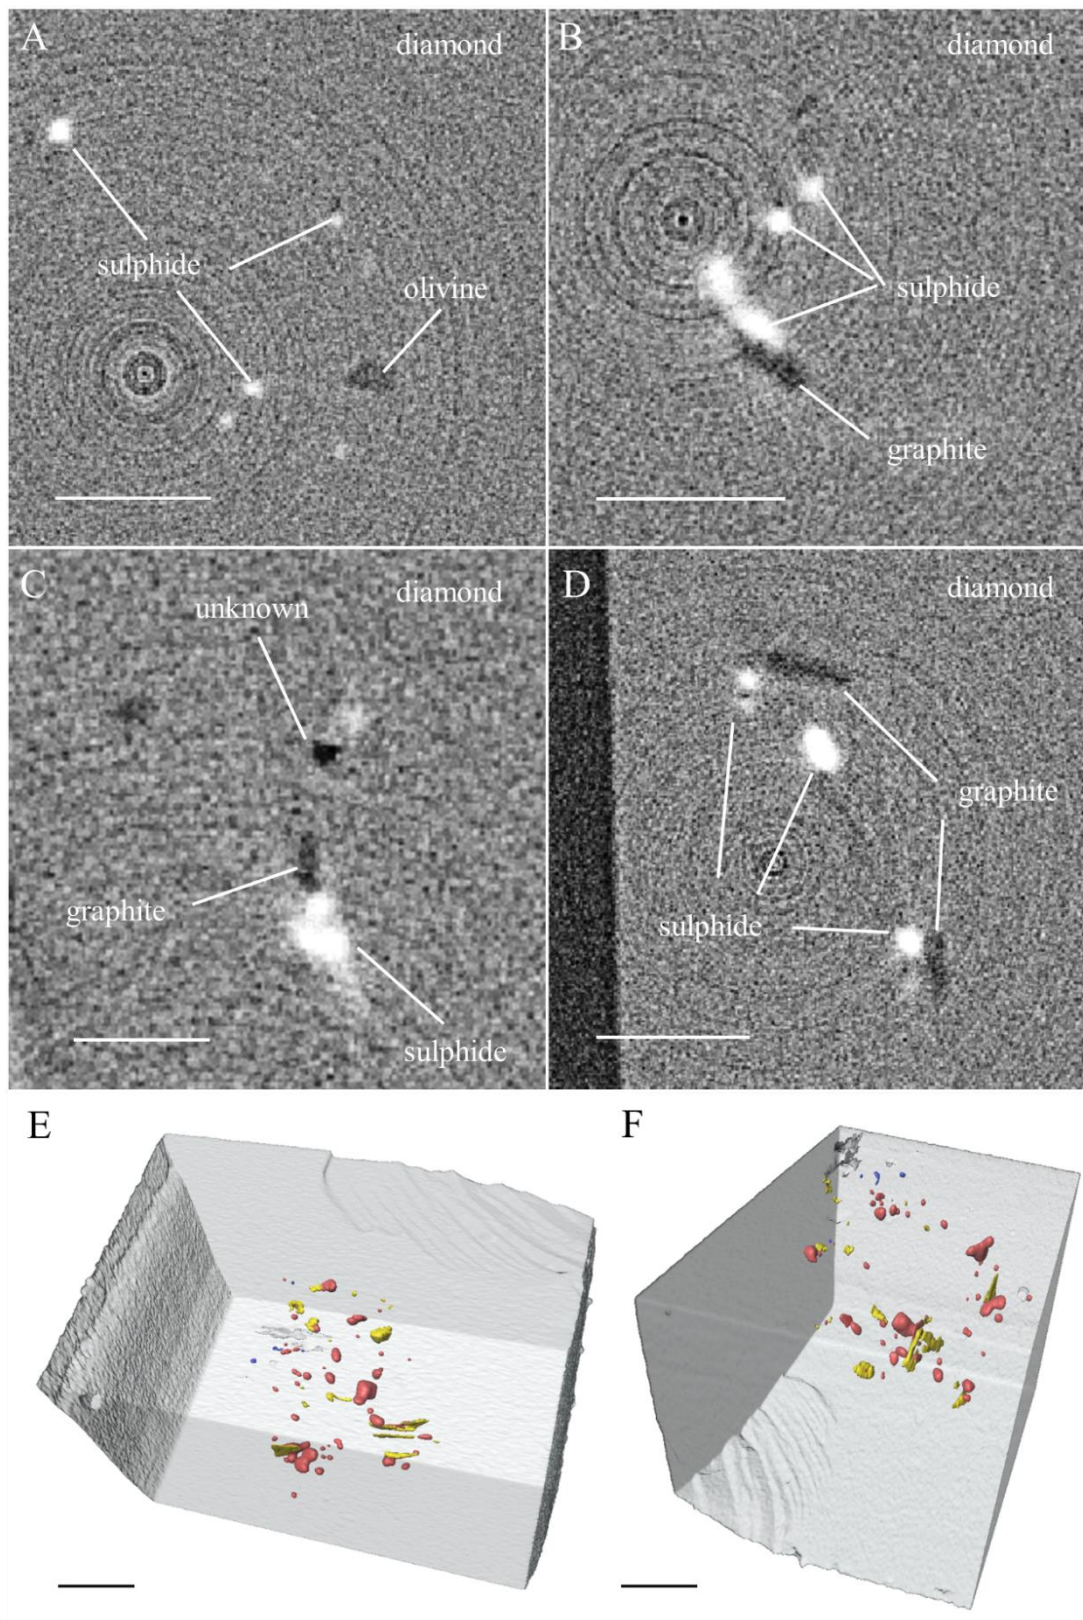 A
diamond
sulphide
olivine
B
diamond
sulphide
graphite
C
diamond
unknown
graphite
sulphide
D
diamond
graphite
sulphide
E
F